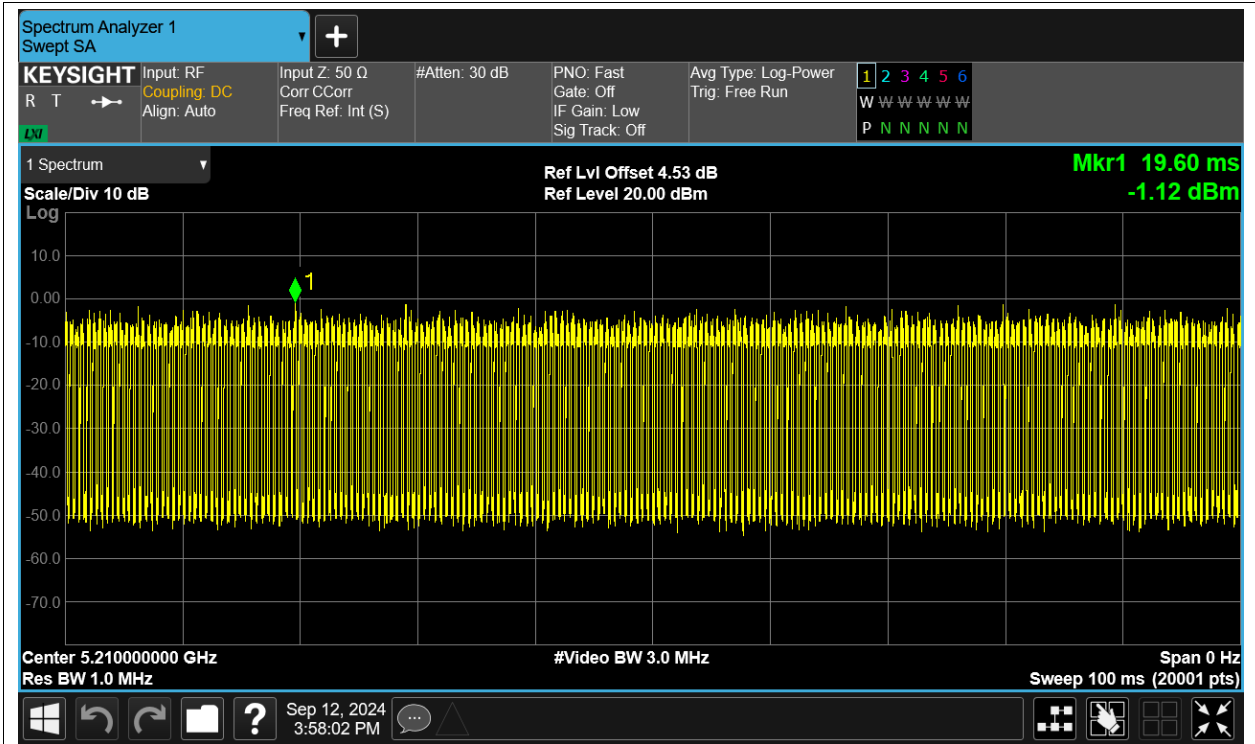 Spectrum Analyzer 1
Swept SA
KEYSIGHT
R T
LXI
Input: RF
Coupling: DC
Align: Auto
Input Z: 50 Ω
Corr CCorr
Freq Ref: Int (S)
#Atten: 30 dB
PNO: Fast
Gate: Off
IF Gain: Low
Sig Track: Off
Avg Type: Log-Power
Trig: Free Run
1 2 3 4 5 6
W W W W W W
P N N N N N
1 Spectrum
Scale/Div 10 dB
Ref Lvl Offset 4.53 dB
Ref Level 20.00 dBm
Mkr1 19.60 ms
-1.12 dBm
Log
10.0
1
0.00
-10.0
-20.0
-30.0
-40.0
-50.0
-60.0
-70.0
Center 5.210000000 GHz
#Video BW 3.0 MHz
Span 0 Hz
Res BW 1.0 MHz
Sweep 100 ms (20001 pts)
?
Sep 12, 2024
3:58:02 PM